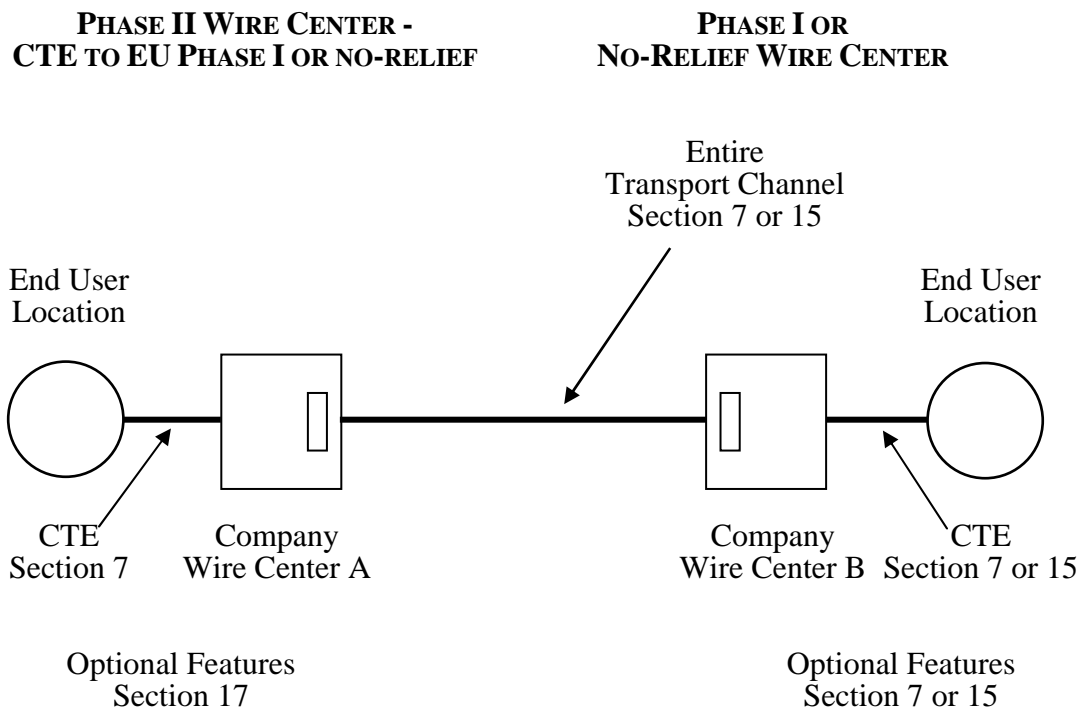 PHASE II WIRE CENTER -
CTE TO EU PHASE I OR NO-RELIEF
PHASE I OR
NO-RELIEF WIRE CENTER
Entire
Transport Channel
Section 7 or 15
End User
Location
End User
Location
CTE
Section 7
Company
Wire Center A
Company
Wire Center B
CTE
Section 7 or 15
Optional Features
Section 17
Optional Features
Section 7 or 15